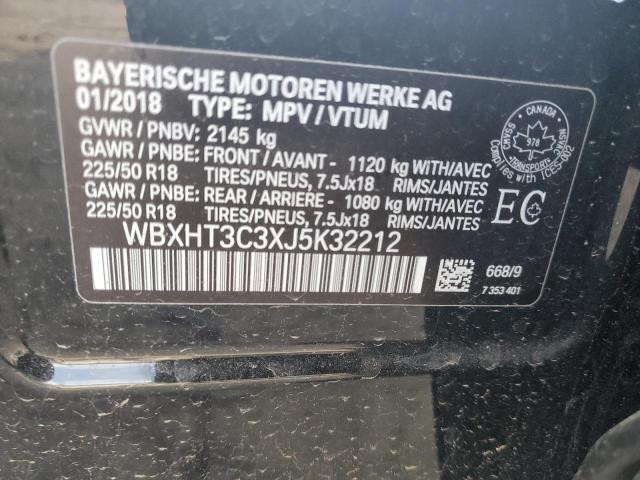 BAYERISCHE MOTOREN WERKE AG
01/2018 TYPE: MPV / VTUM
GVWR / PNBV: 2145 kg
GAWR / PNBE: FRONT / AVANT - 1120 kg WITH/AVEC
225/50 R18 TIRES/PNEUS, 7.5Jx18 RIMS/JANTES
GAWR / PNBE: REAR / ARRIERE - 1080 kg WITH/AVEC
225/50 R18 TIRES/PNEUS, 7.5Jx18 RIMS/JANTES
WBXHT3C3XJ5K32212
CANADA
CMVSS
NSVAC
978
TRANSPORT
Complies with ICES-002
EC
668/9
7 353 401